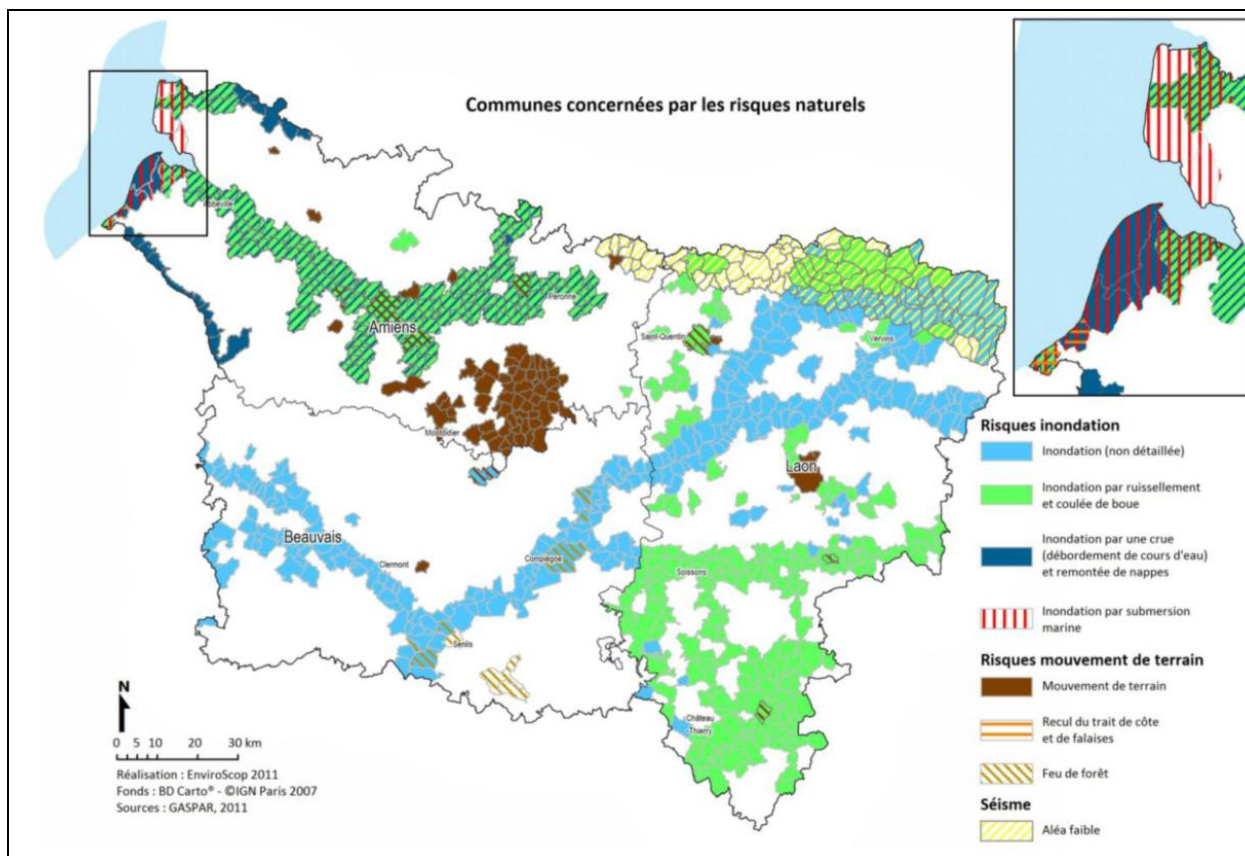 Communes concernées par les risques naturels
Abbeville
Amiens
Péronne
Saint-Quentin
Vervins
Montdidier
Laon
Beauvais
Clermont
Compiègne
Soissons
Senlis
Château
Thierry
N
0 5 10 20 30 km
Réalisation : EnviroScop 2011
Fonds : BD Carto® - ©IGN Paris 2007
Sources : GASPAR, 2011
Risques inondation
Inondation (non détaillée)
Inondation par ruissellement
et coulée de boue
Inondation par une crue
(débordement de cours d'eau)
et remontée de nappes
Inondation par submersion
marine
Risques mouvement de terrain
Mouvement de terrain
Recul du trait de côte
et de falaises
Feu de forêt
Séisme
Aléa faible